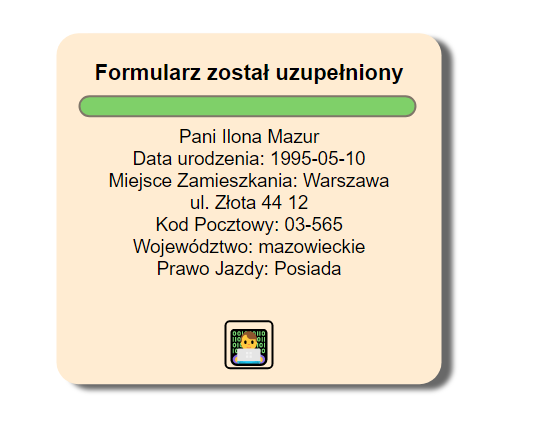 Formularz został uzupełniony
Pani Ilona Mazur
Data urodzenia: 1995-05-10
Miejsce Zamieszkania: Warszawa
ul. Złota 44 12
Kod Pocztowy: 03-565
Województwo: mazowieckie
Prawo Jazdy: Posiada